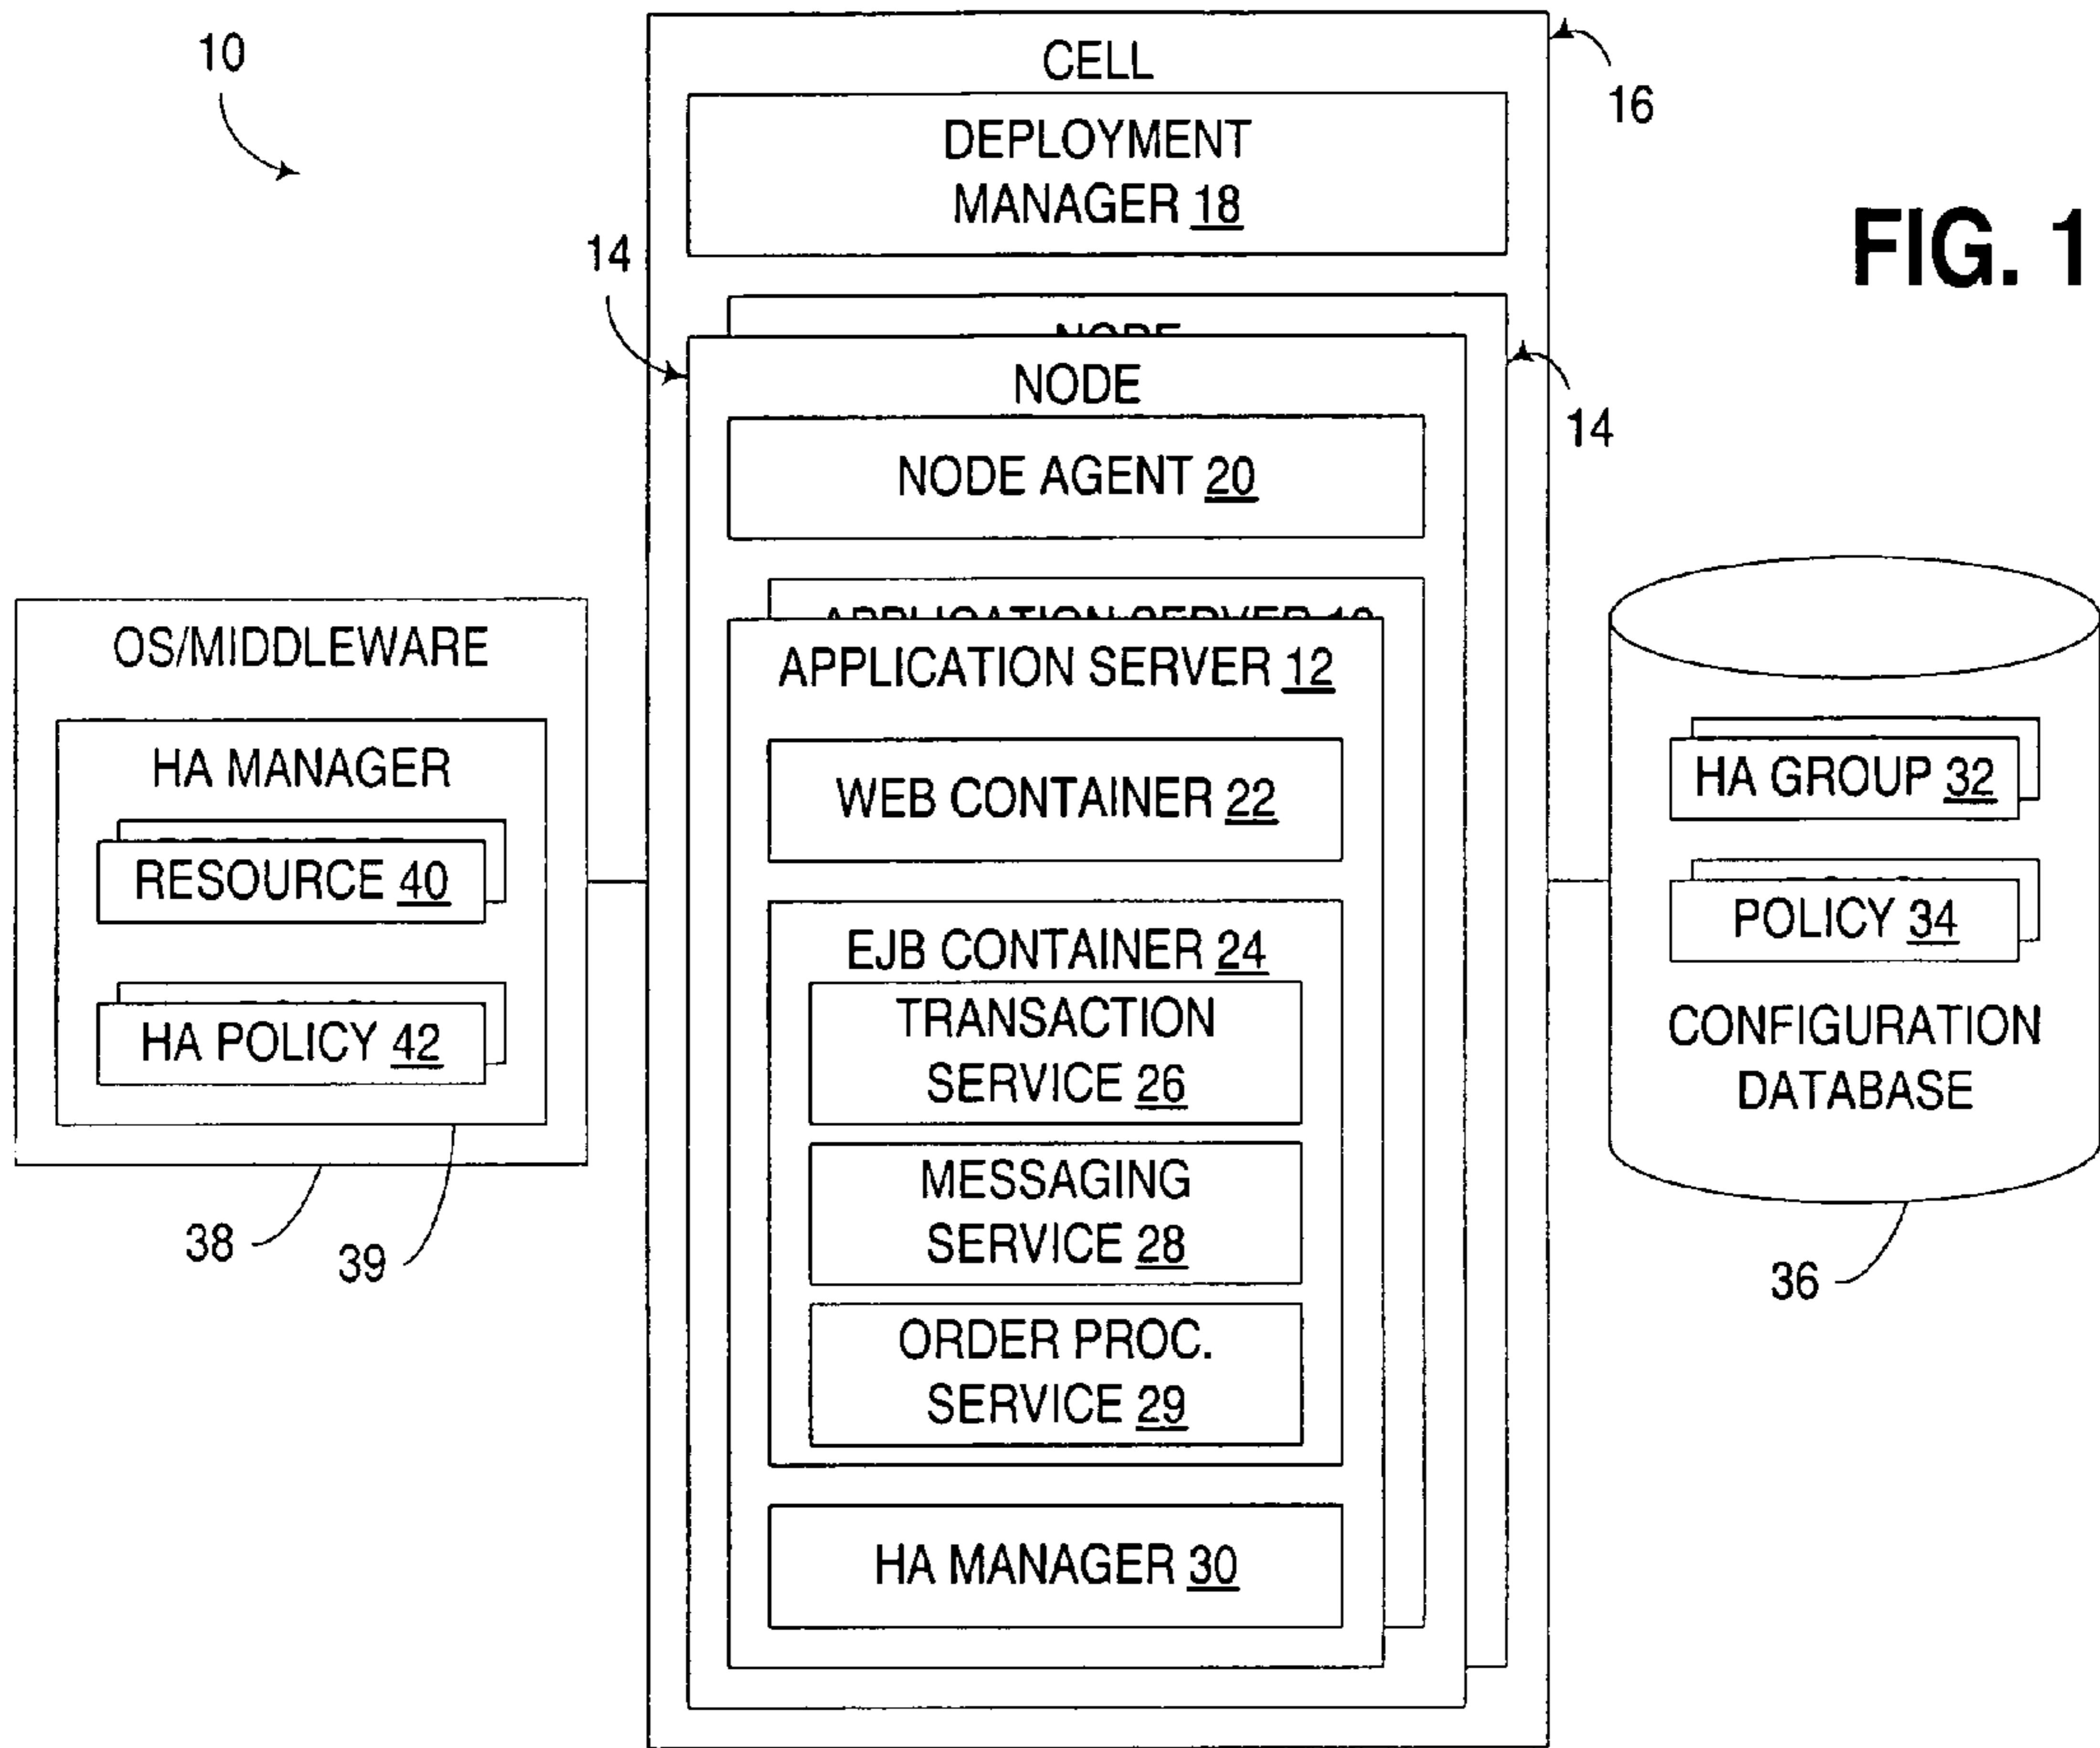 10
CELL
16
DEPLOYMENT
MANAGER 18
FIG. 1
14
NODE
14
NODE AGENT 20
OS/MIDDLEWARE
HA MANAGER
RESOURCE 40
HA POLICY 42
38
39
APPLICATION SERVER 12
WEB CONTAINER 22
EJB CONTAINER 24
TRANSACTION
SERVICE 26
MESSAGING
SERVICE 28
ORDER PROC.
SERVICE 29
HA MANAGER 30
HA GROUP 32
POLICY 34
CONFIGURATION
DATABASE
36